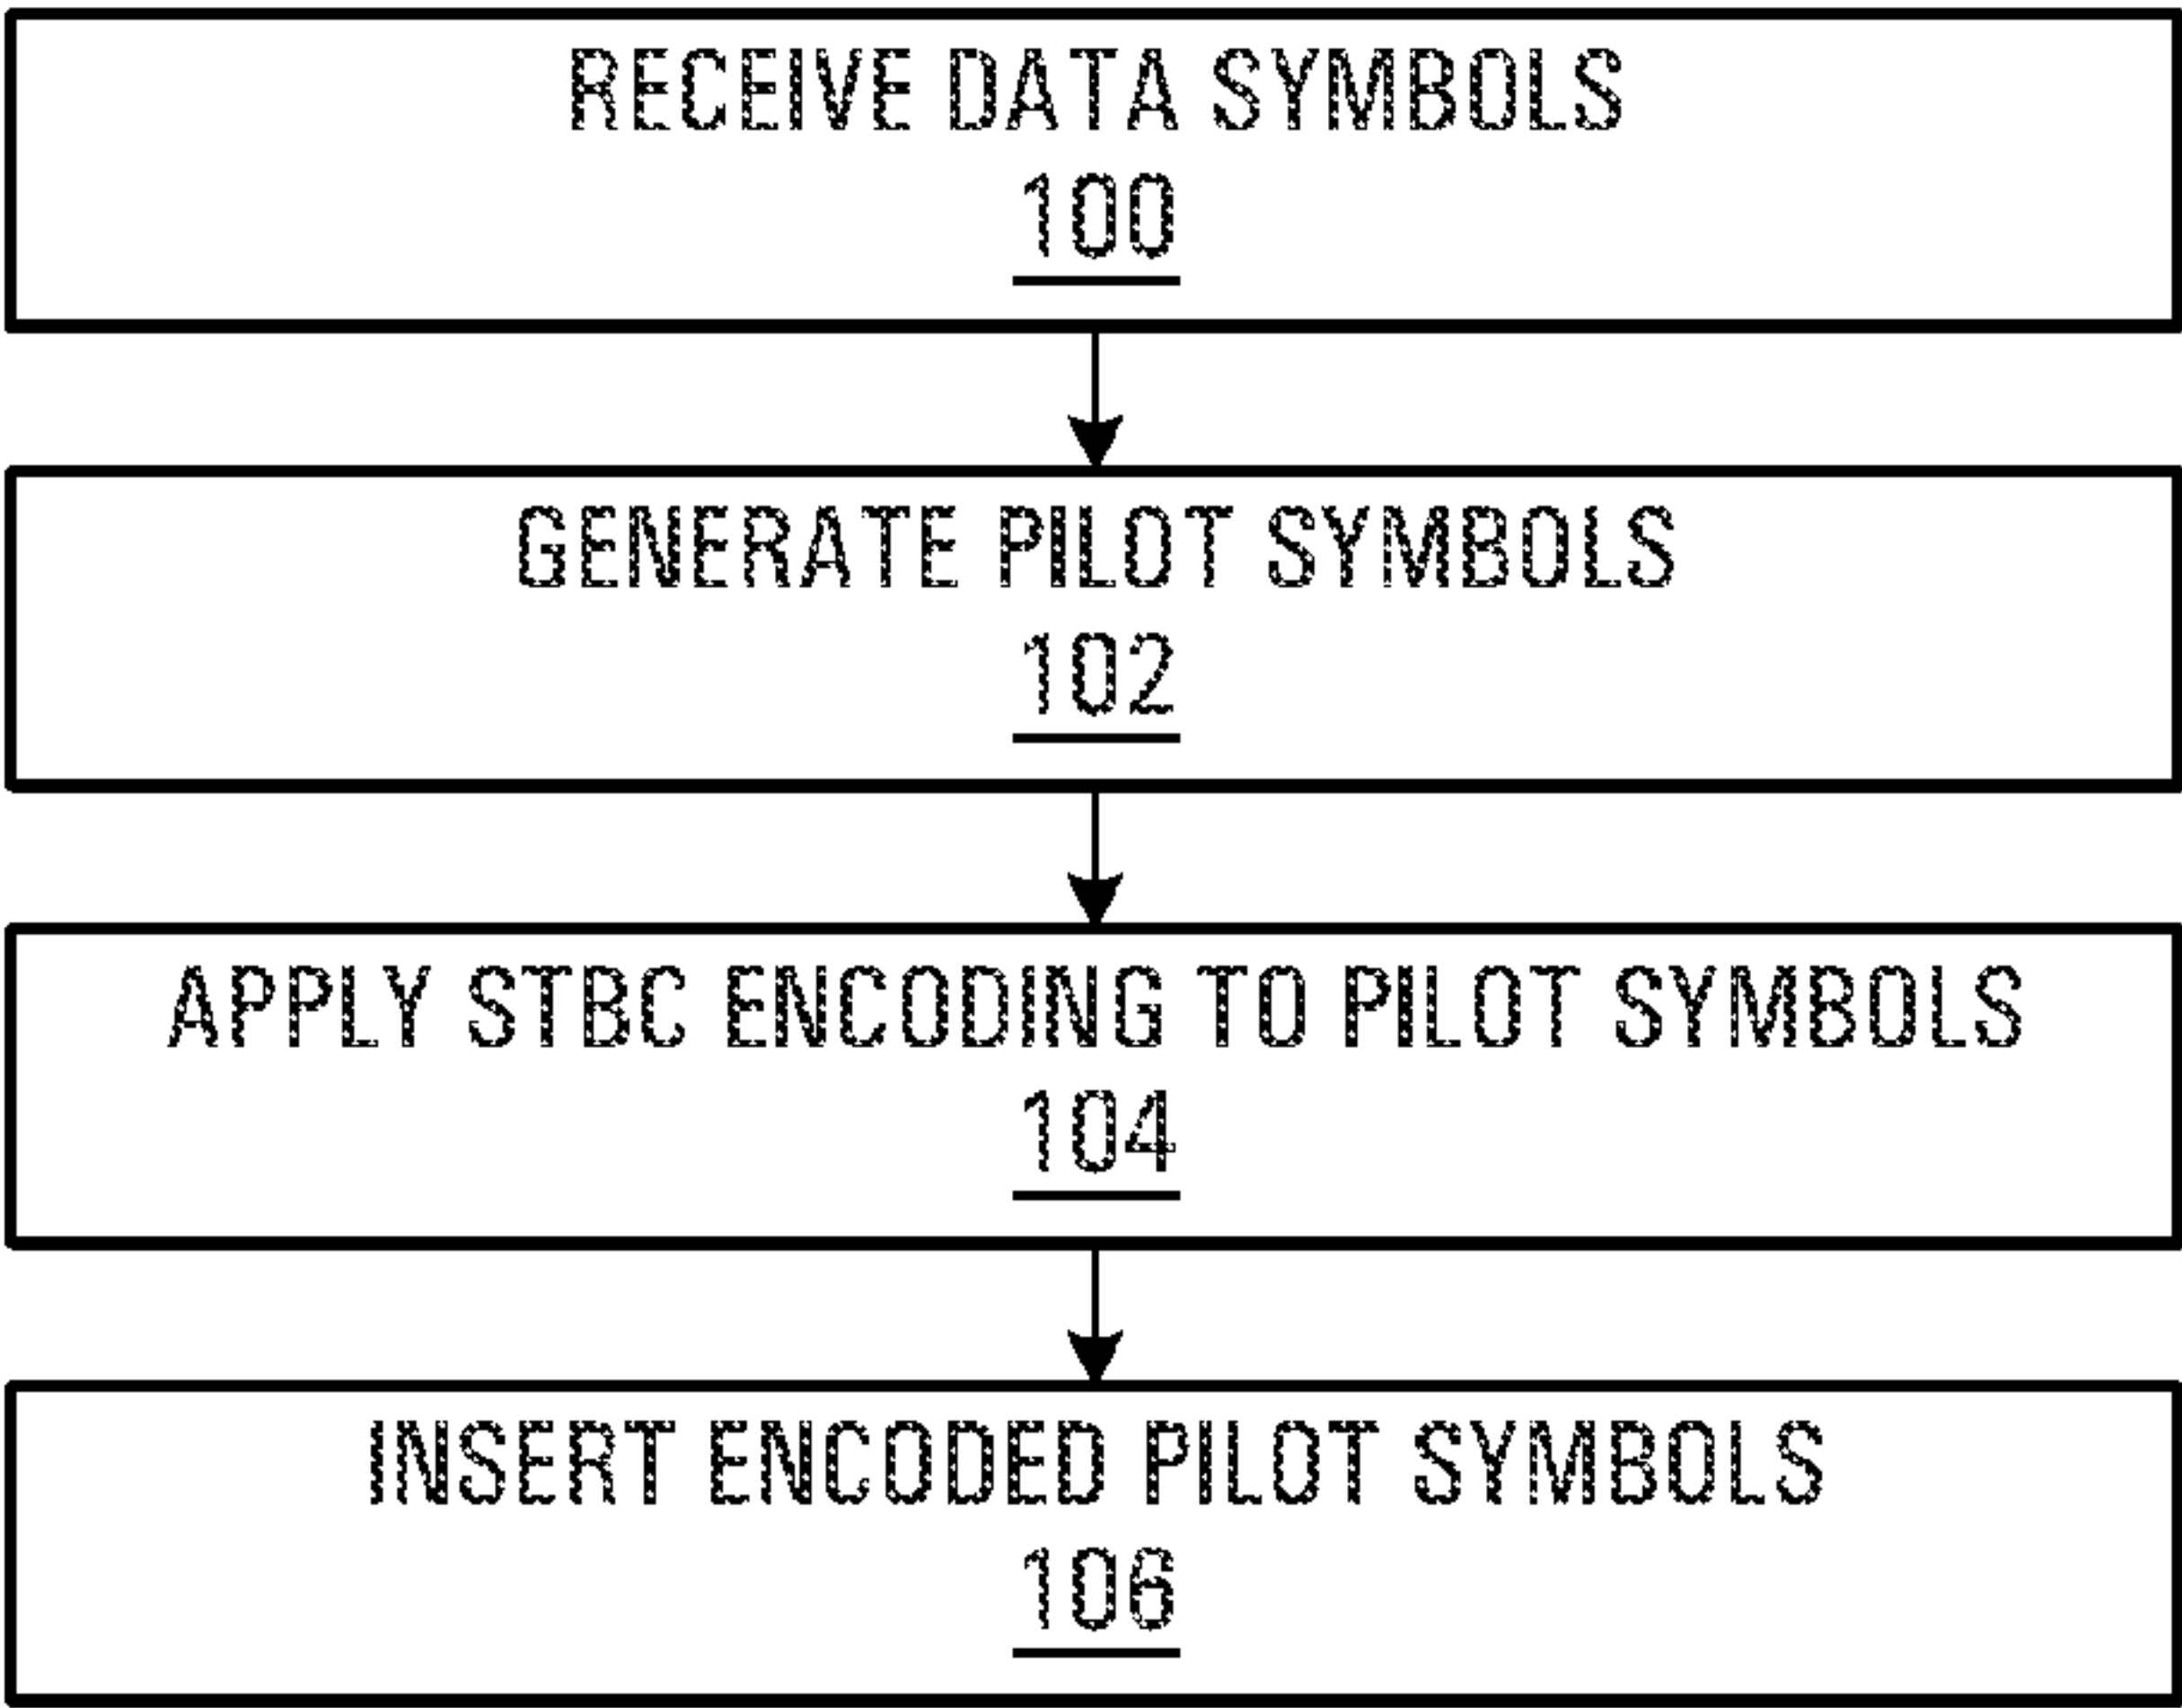 RECEIVE DATA SYMBOLS
100
GENERATE PILOT SYMBOLS
102
APPLY STBC ENCODING TO PILOT SYMBOLS
104
INSERT ENCODED PILOT SYMBOLS
106